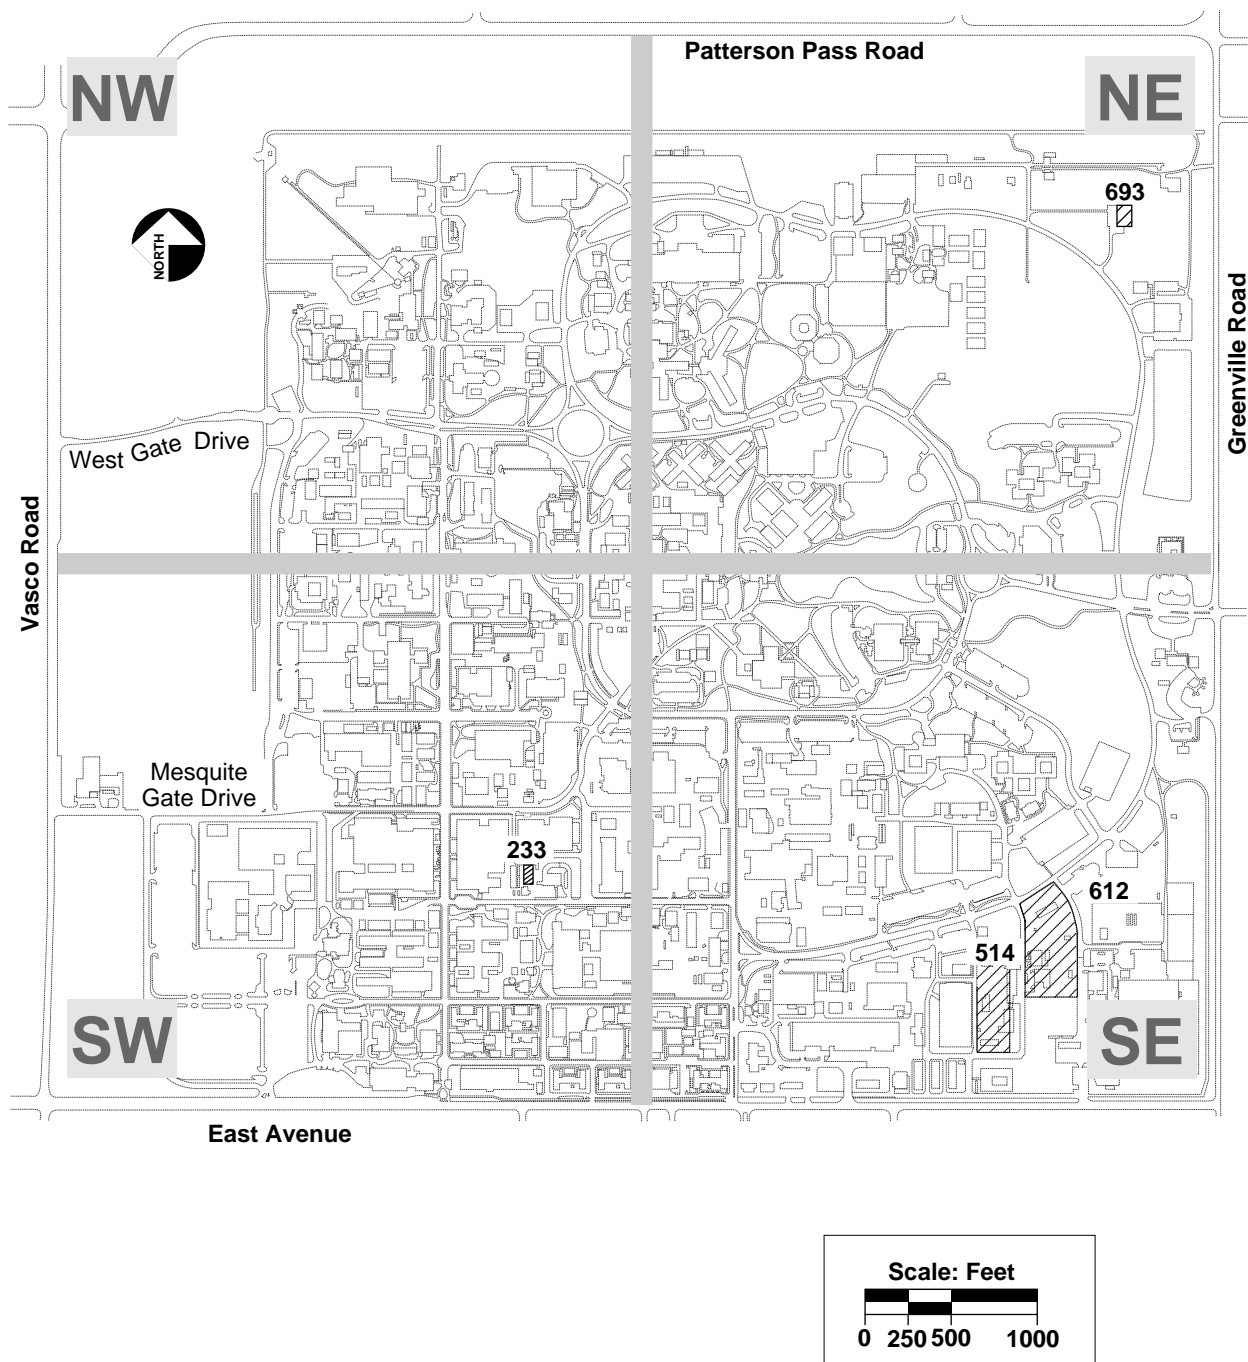 Patterson Pass Road
NW
NE
693
NORTH
Greenville Road
West Gate Drive
Vasco Road
Mesquite
Gate Drive
233
612
514
SW
SE
East Avenue
Scale: Feet
0 250 500 1000